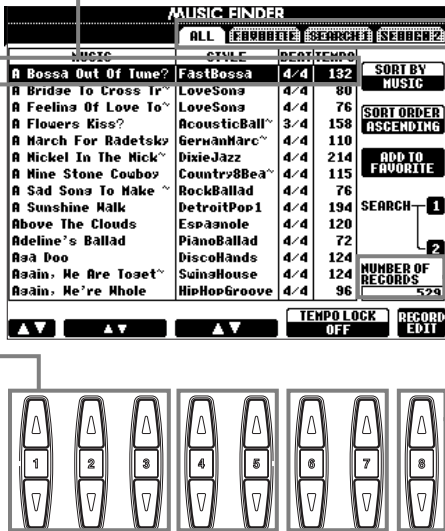 MUSIC FINDER
ALL FAVORITE SEARCH1 SEARCH2
MUSIC STYLE BEAT TEMPO
A Bossa Out Of Tune? FastBossa 4/4 132
A Bridge To Cross Tr~ LoveSong 4/4 80
A Feeling Of Love To~ LoveSong 4/4 76
A Flowers Kiss? AcousticBall~ 3/4 158
A March For Radetsky GermanMarc~ 4/4 110
A Nickel In The Nick~ DixieJazz 4/4 214
A Nine Stone Cowboy Country8Bea~ 4/4 115
A Sad Song To Make ~ RockBallad 4/4 76
A Sunshine Walk DetroitPop1 4/4 194
Above The Clouds Espagnole 4/4 120
Adeline's Ballad PianoBallad 4/4 72
Aga Doo DiscoHands 4/4 124
Again, We Are Toget~ SwingHouse 4/4 124
Again, We're Whole HipHopGroove 4/4 96
SORT BY
MUSIC
SORT ORDER
ASCENDING
ADD TO
FAVORITE
SEARCH 1
2
NUMBER OF
RECORDS
529
TEMPO LOCK
OFF
RECORD
EDIT
1 2 3 4 5 6 7 8